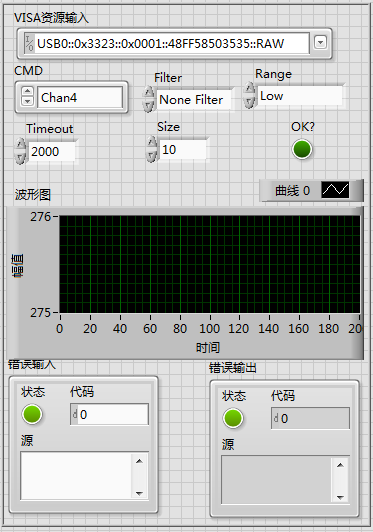 VISA资源输入
I/O USB0::0x3323::0x0001::48FF58503535::RAW
CMD
Filter
Range
Chan4
None Filter
Low
Timeout
Size
OK?
2000
10
曲线 0
波形图
276
275
幅值
0 20 40 60 80 100 120 140 160 180 20
时间
错误输入
错误输出
状态 代码
d 0
源
状态 代码
d 0
源